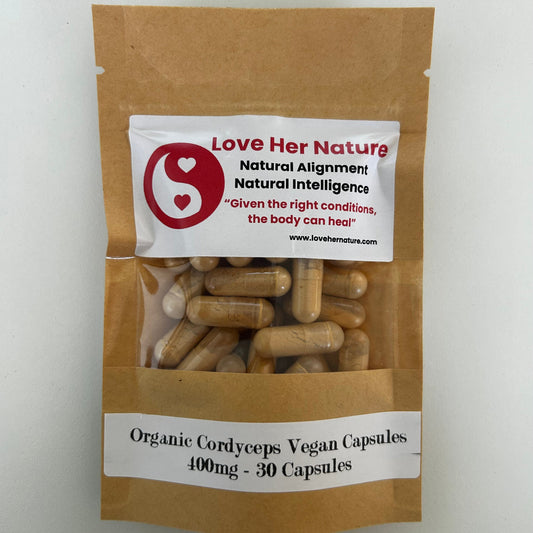 Love Her Nature
Natural Alignment
Natural Intelligence
“Given the right conditions,
the body can heal”
www.lovehernature.com
Organic Cordyceps Vegan Capsules
400mg - 30 Capsules